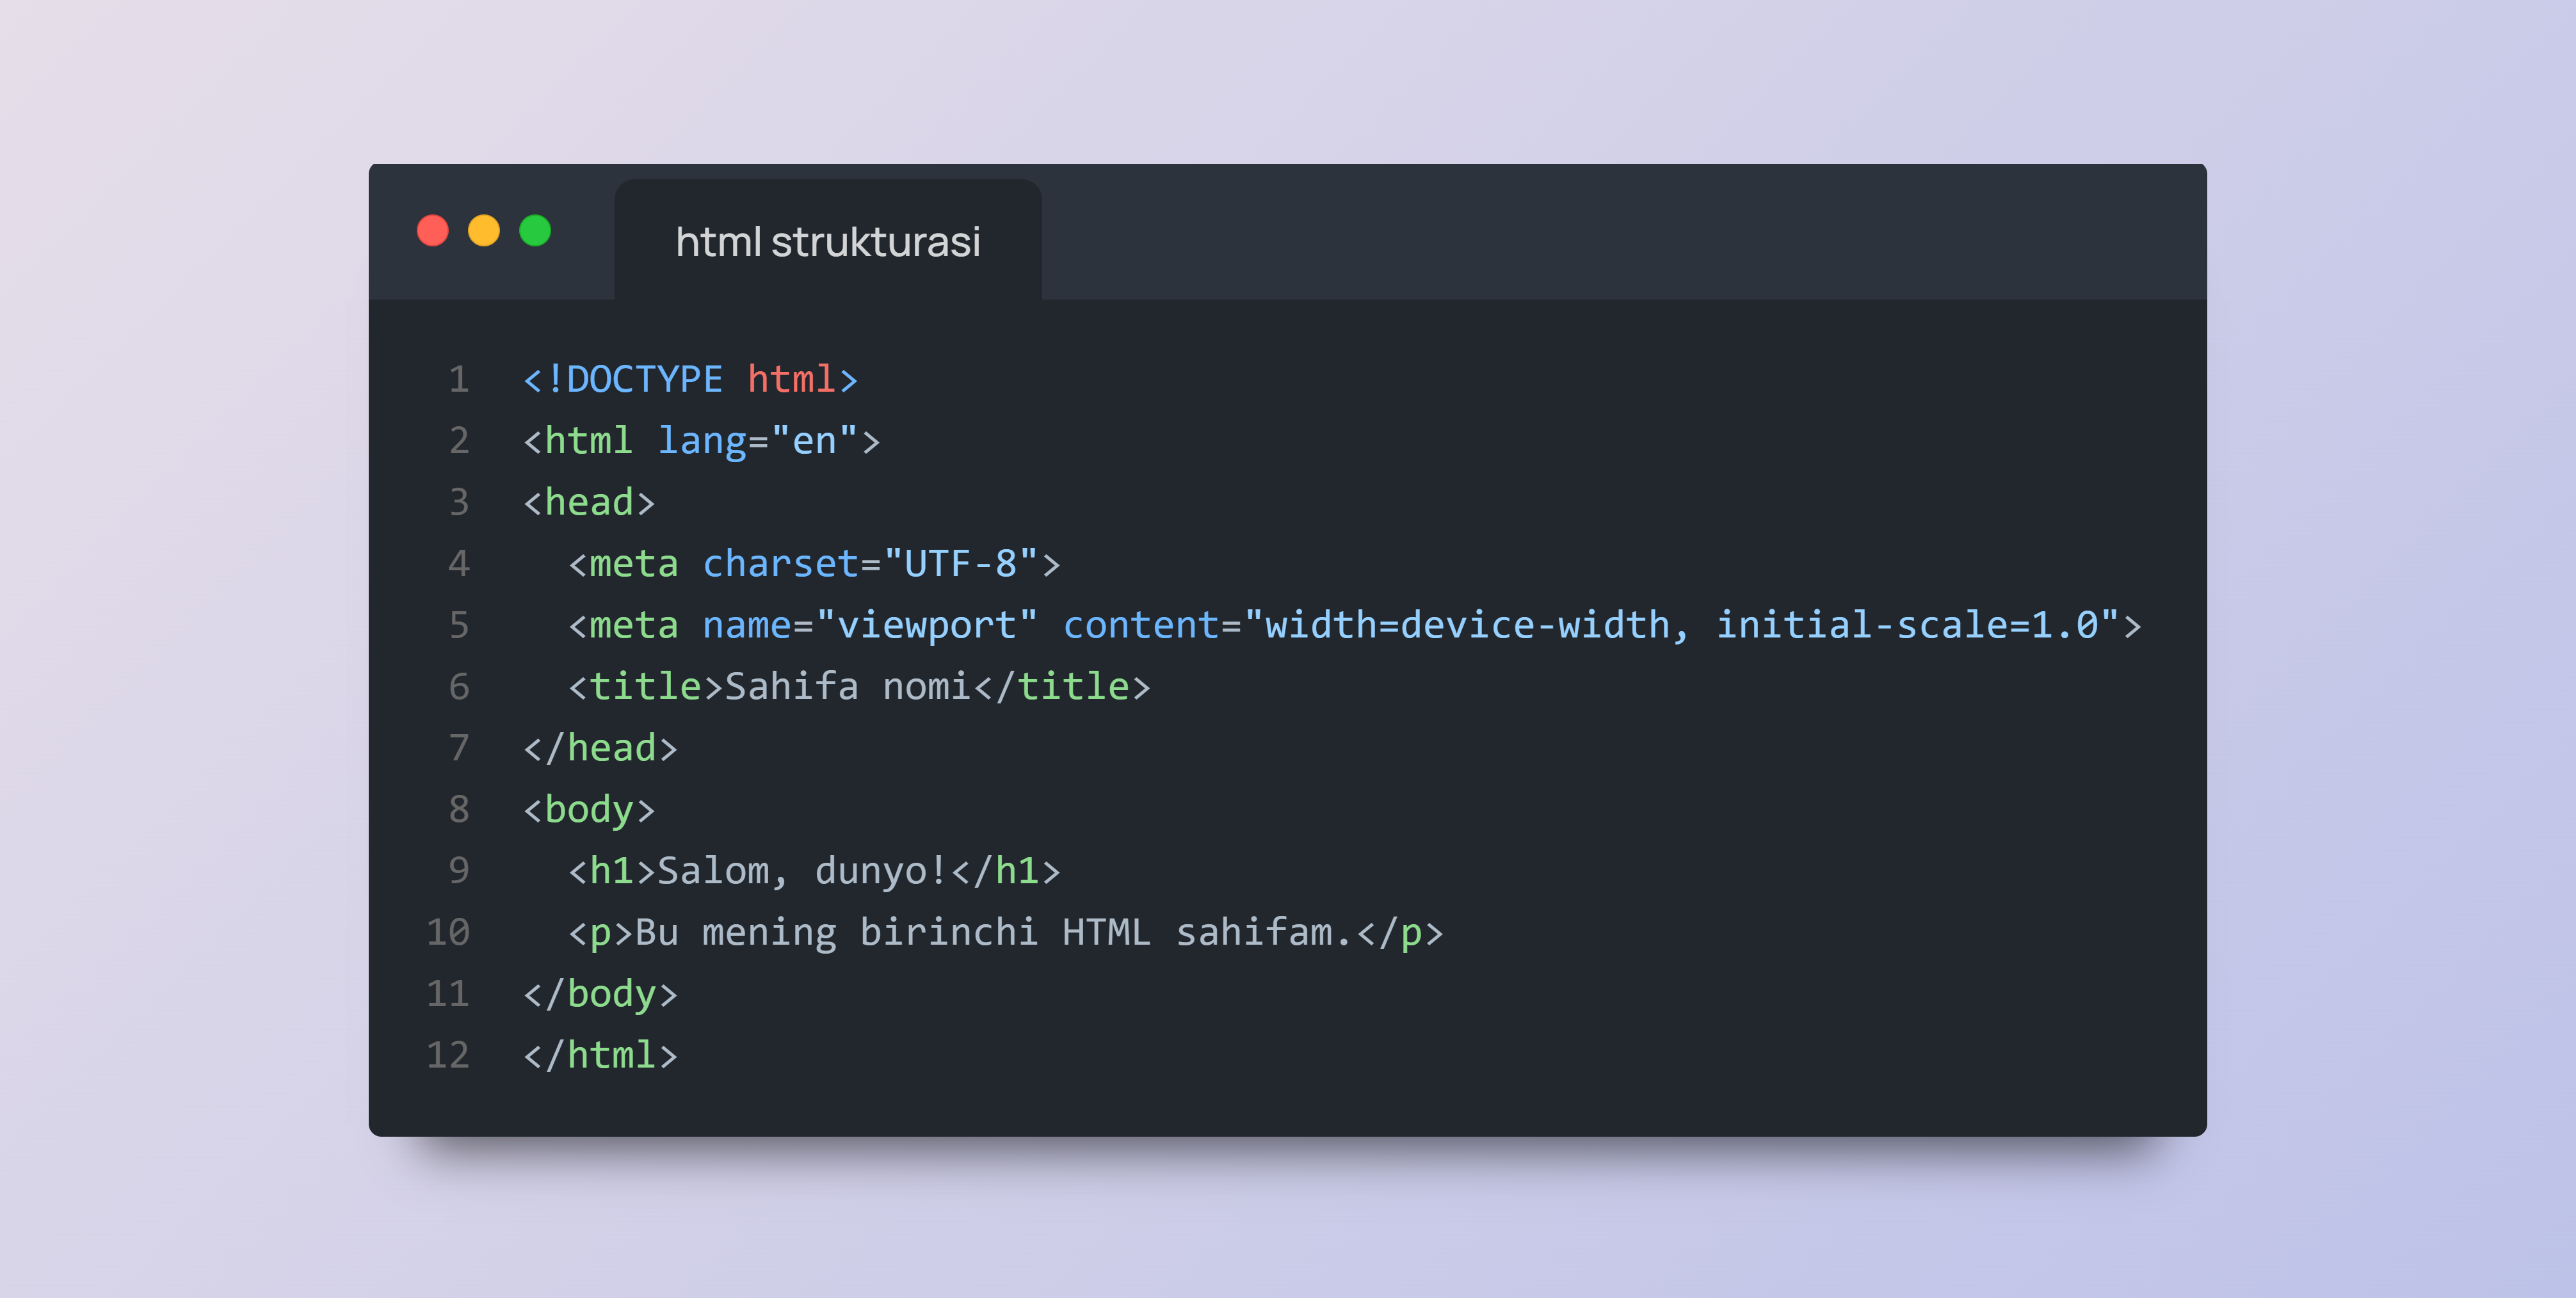 html strukturasi
1 <!DOCTYPE html>
2 <html lang="en">
3 <head>
4   <meta charset="UTF-8">
5   <meta name="viewport" content="width=device-width, initial-scale=1.0">
6   <title>Sahifa nomi</title>
7 </head>
8 <body>
9   <h1>Salom, dunyo!</h1>
10   <p>Bu mening birinchi HTML sahifam.</p>
11 </body>
12 </html>